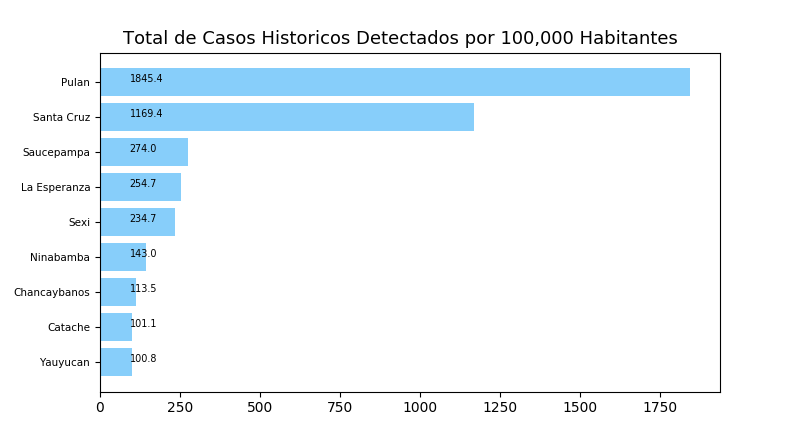 Total de Casos Historicos Detectados por 100,000 Habitantes
Pulan 1845.4
Santa Cruz 1169.4
Saucepampa 274.0
La Esperanza 254.7
Sexi 234.7
Ninabamba 143.0
Chancaybanos 113.5
Catache 101.1
Yauyucan 100.8
0 250 500 750 1000 1250 1500 1750